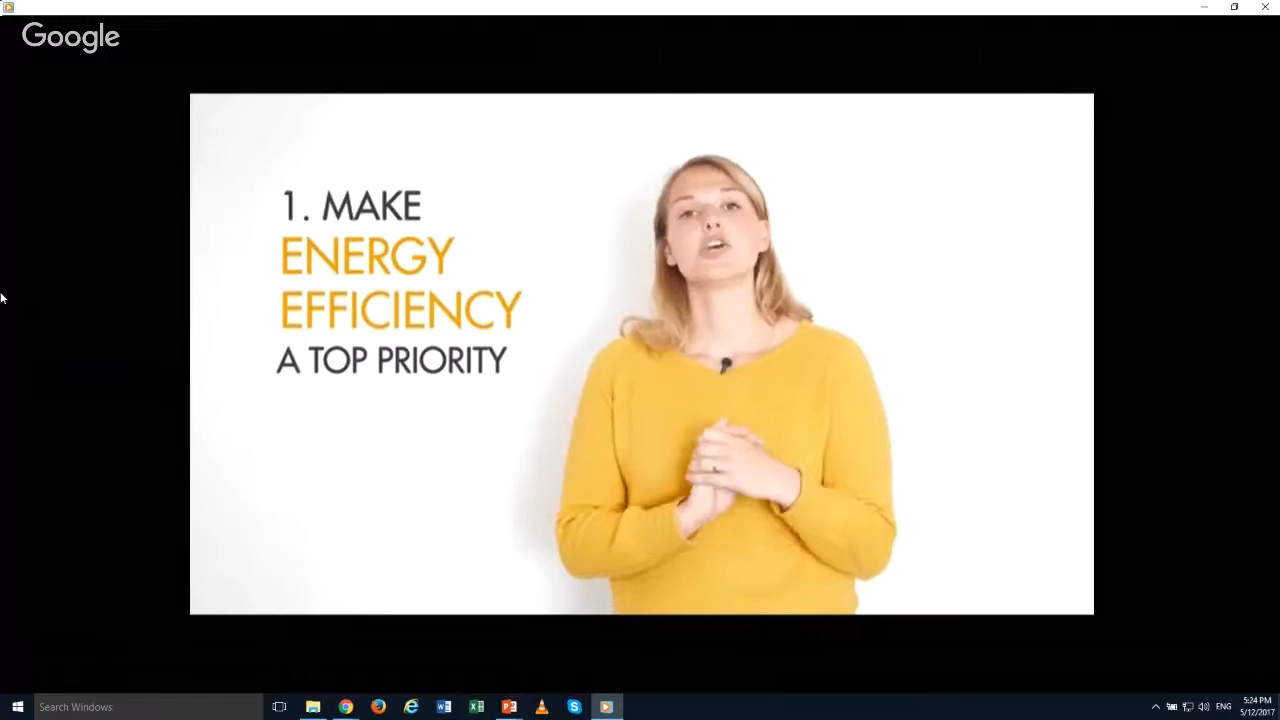 Google
1. MAKE
ENERGY
EFFICIENCY
A TOP PRIORITY
Search Windows
ENG
5:24 PM
5/12/2017